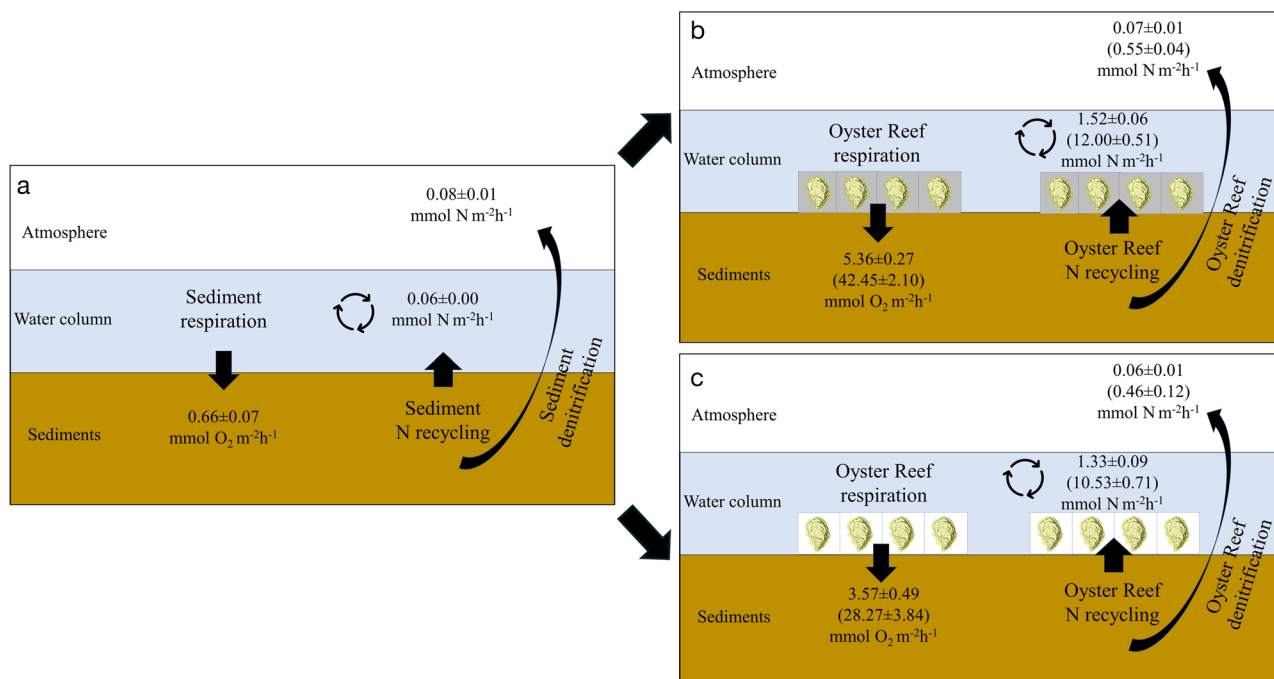 a
Atmosphere
0.08±0.01
mmol N m⁻²h⁻¹
Water column
Sediment
respiration
0.06±0.00
mmol N m⁻²h⁻¹
Sediments
0.66±0.07
mmol O₂ m⁻²h⁻¹
Sediment
N recycling
Sediment
denitrification
b
Atmosphere
0.07±0.01
(0.55±0.04)
mmol N m⁻²h⁻¹
Water column
Oyster Reef
respiration
1.52±0.06
(12.00±0.51)
mmol N m⁻²h⁻¹
Sediments
5.36±0.27
(42.45±2.10)
mmol O₂ m⁻²h⁻¹
Oyster Reef
N recycling
Oyster Reef
denitrification
c
Atmosphere
0.06±0.01
(0.46±0.12)
mmol N m⁻²h⁻¹
Water column
Oyster Reef
respiration
1.33±0.09
(10.53±0.71)
mmol N m⁻²h⁻¹
Sediments
3.57±0.49
(28.27±3.84)
mmol O₂ m⁻²h⁻¹
Oyster Reef
N recycling
Oyster Reef
denitrification